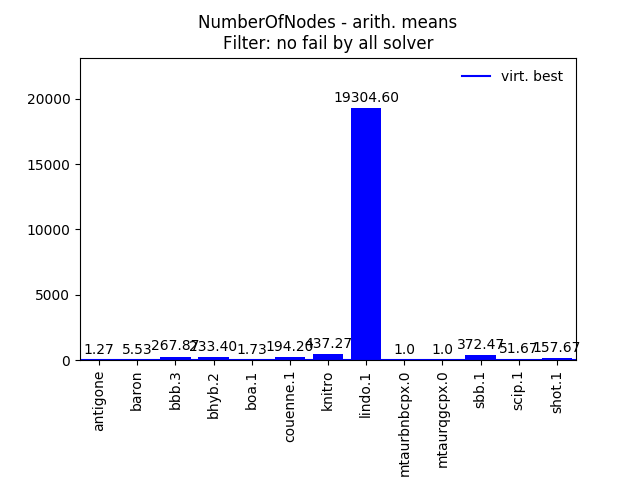 NumberOfNodes - arith. means
Filter: no fail by all solver
virt. best
20000
15000
10000
5000
0
1.27
5.53
267.87
233.40
1.73
194.20
437.27
19304.60
1.0
1.0
372.47
51.67
157.67
antigone
baron
bbb.3
bhyb.2
boa.1
couenne.1
knitro
lindo.1
mtaurbnbcpx.0
mtaurqgcpx.0
sbb.1
scip.1
shot.1